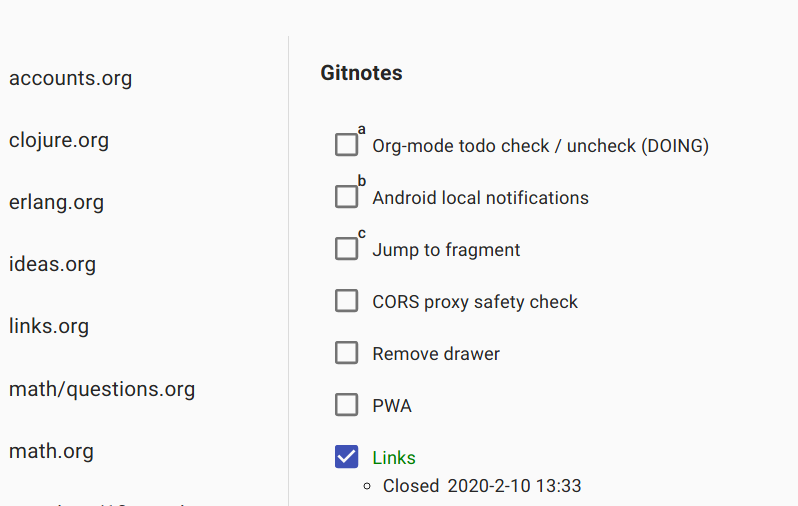 accounts.org
clojure.org
erlang.org
ideas.org
links.org
math/questions.org
math.org
Gitnotes
a Org-mode todo check / uncheck (DOING)
b Android local notifications
c Jump to fragment
CORS proxy safety check
Remove drawer
PWA
Links
Closed 2020-2-10 13:33